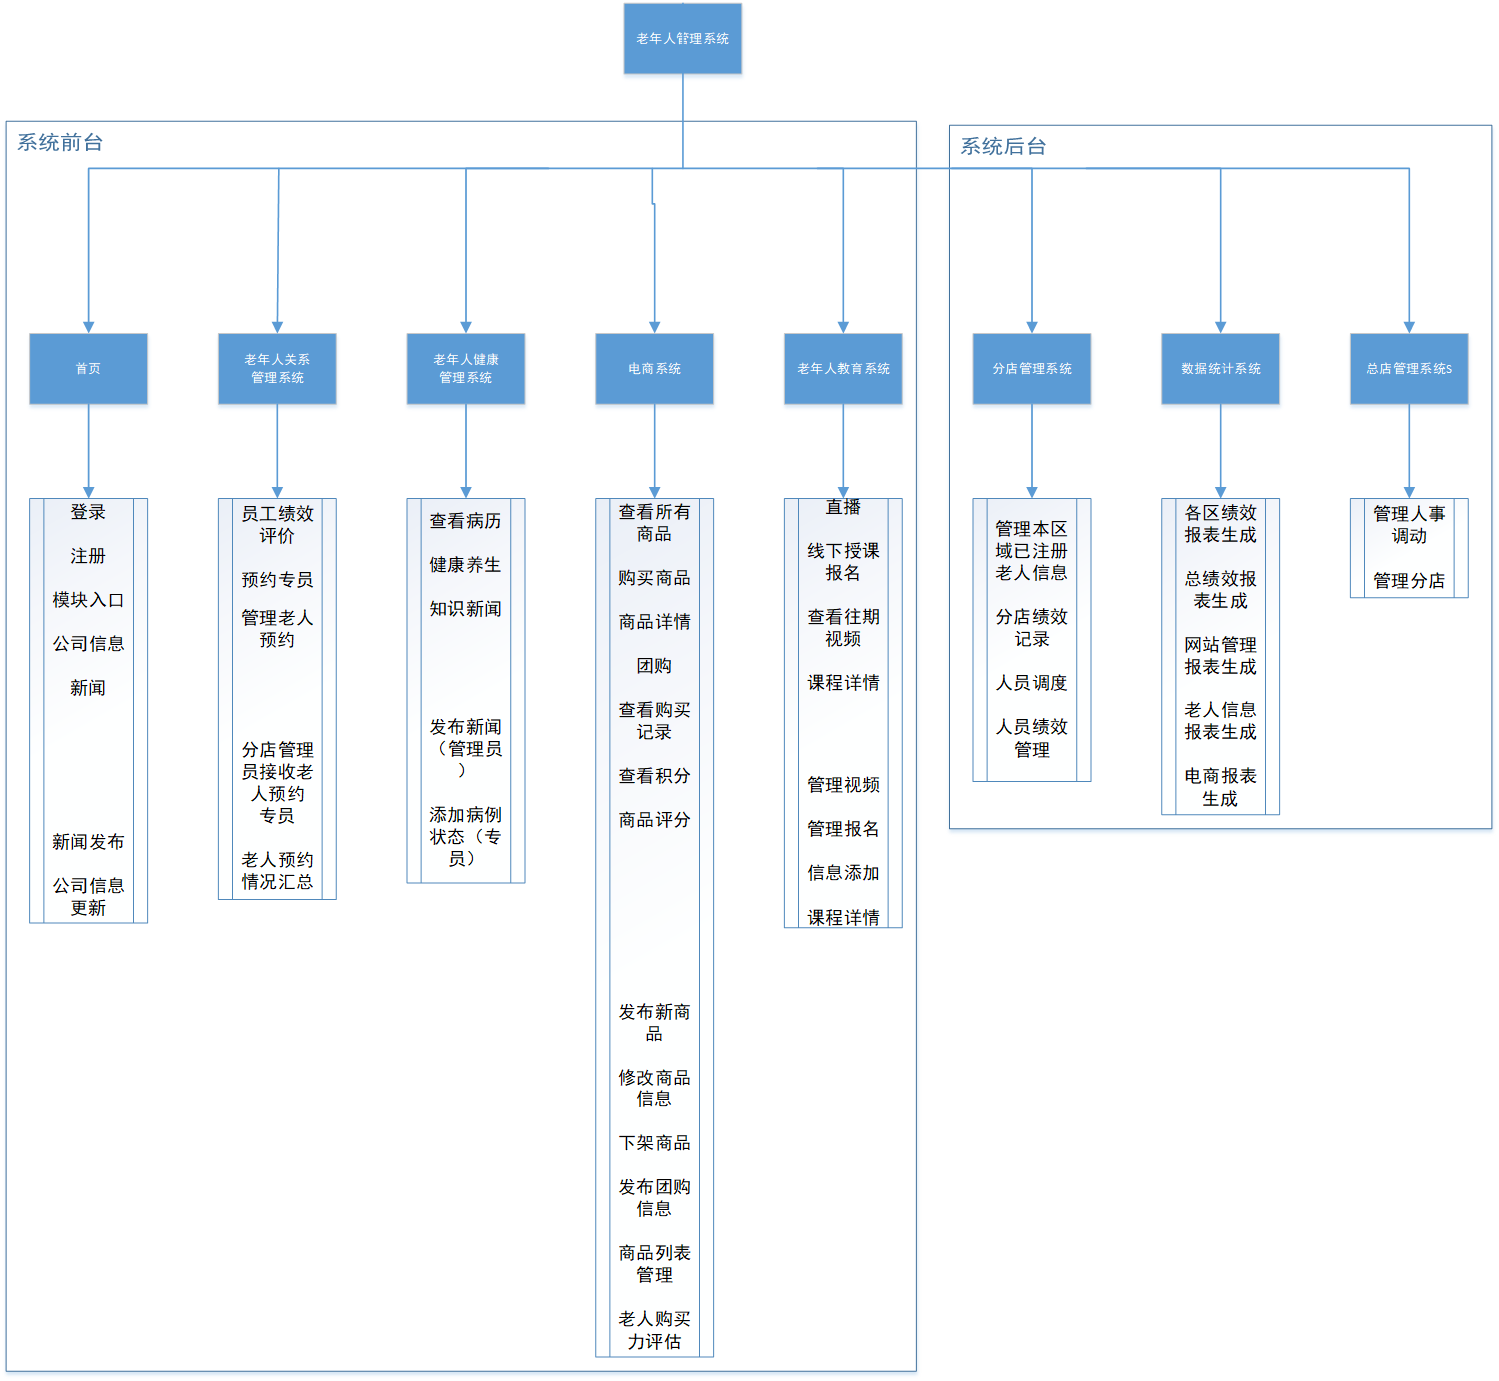 老年人管理系统
系统前台
系统后台
首页
老年人关系
管理系统
老年人健康
管理系统
电商系统
老年人教育系统
分店管理系统
数据统计系统
总店管理系统s
登录
注册
模块入口
公司信息
新闻
新闻发布
公司信息
更新
员工绩效
评价
预约专员
管理老人
预约
分店管理
员接收老
人预约
专员
老人预约
情况汇总
查看病历
健康养生
知识新闻
发布新闻
（管理员
）
添加病例
状态（专
员）
查看所有
商品
购买商品
商品详情
团购
查看购买
记录
查看积分
商品评分
发布新商
品
修改商品
信息
下架商品
发布团购
信息
商品列表
管理
老人购买
力评估
直播
线下授课
报名
查看往期
视频
课程详情
管理视频
管理报名
信息添加
课程详情
管理本区
域已注册
老人信息
分店绩效
记录
人员调度
人员绩效
管理
各区绩效
报表生成
总绩效报
表生成
网站管理
报表生成
老人信息
报表生成
电商报表
生成
管理人事
调动
管理分店